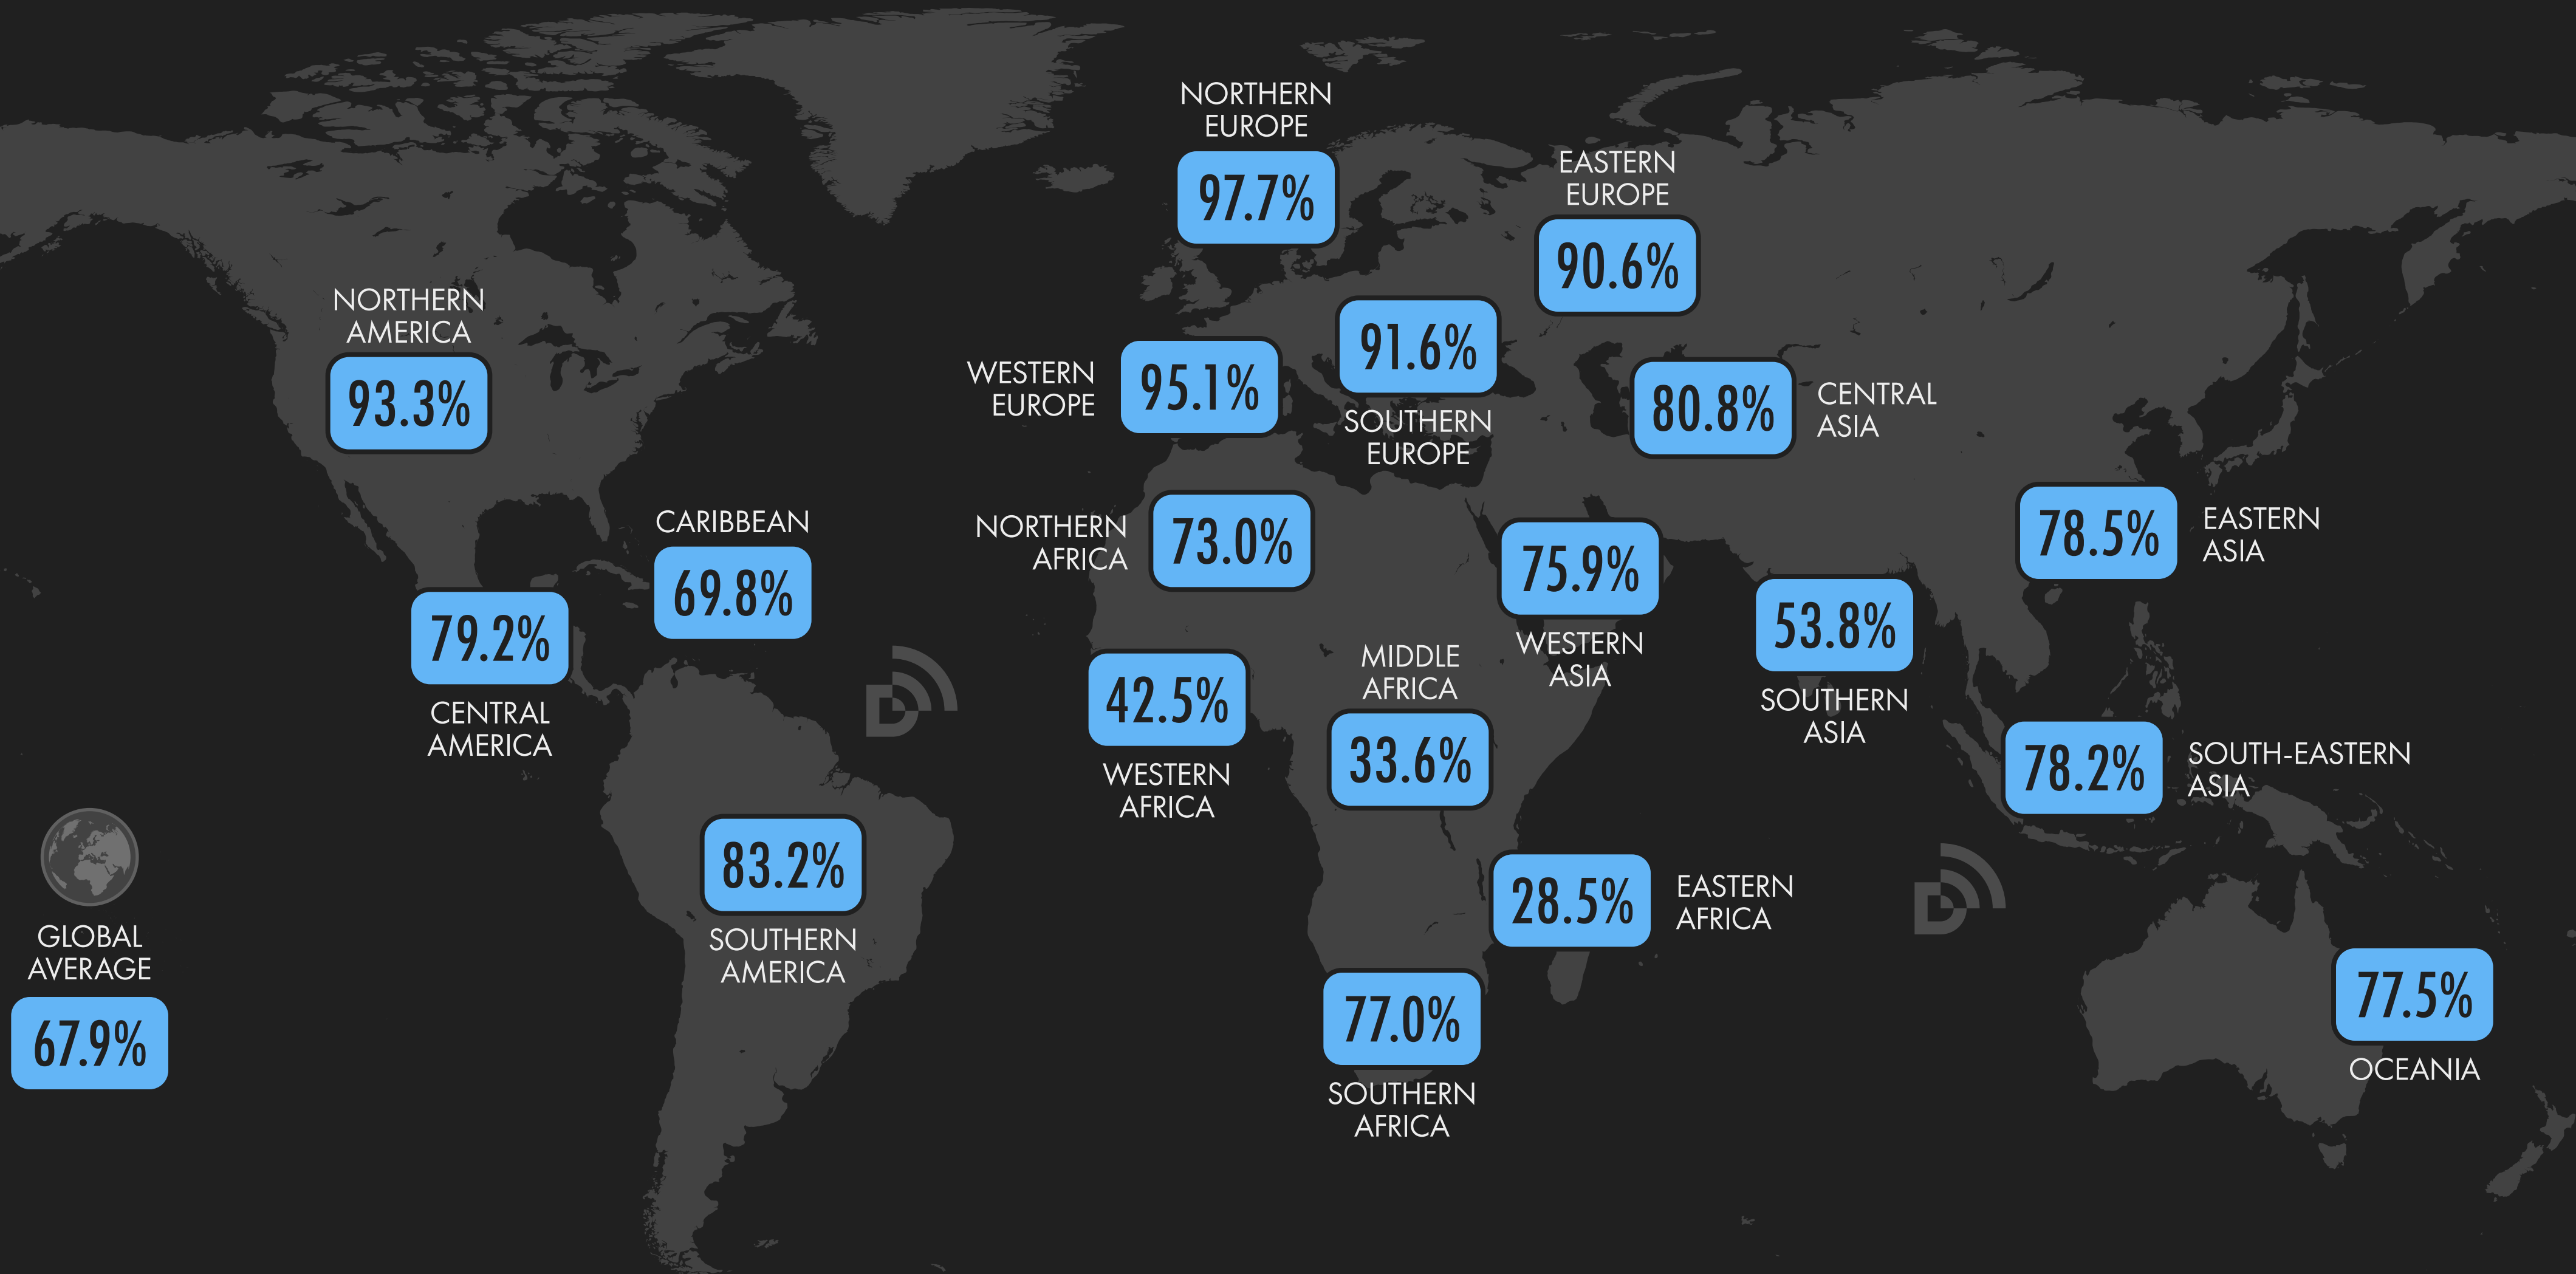 NORTHERN
EUROPE
97.7%
EASTERN
EUROPE
90.6%
NORTHERN
AMERICA
93.3%
WESTERN
EUROPE
95.1%
91.6%
SOUTHERN
EUROPE
80.8%
CENTRAL
ASIA
CARIBBEAN
69.8%
NORTHERN
AFRICA
73.0%
75.9%
WESTERN
ASIA
78.5%
EASTERN
ASIA
53.8%
SOUTHERN
ASIA
79.2%
CENTRAL
AMERICA
42.5%
WESTERN
AFRICA
MIDDLE
AFRICA
33.6%
78.2%
SOUTH-EASTERN
ASIA
83.2%
SOUTHERN
AMERICA
28.5%
EASTERN
AFRICA
GLOBAL
AVERAGE
67.9%
77.0%
SOUTHERN
AFRICA
77.5%
OCEANIA